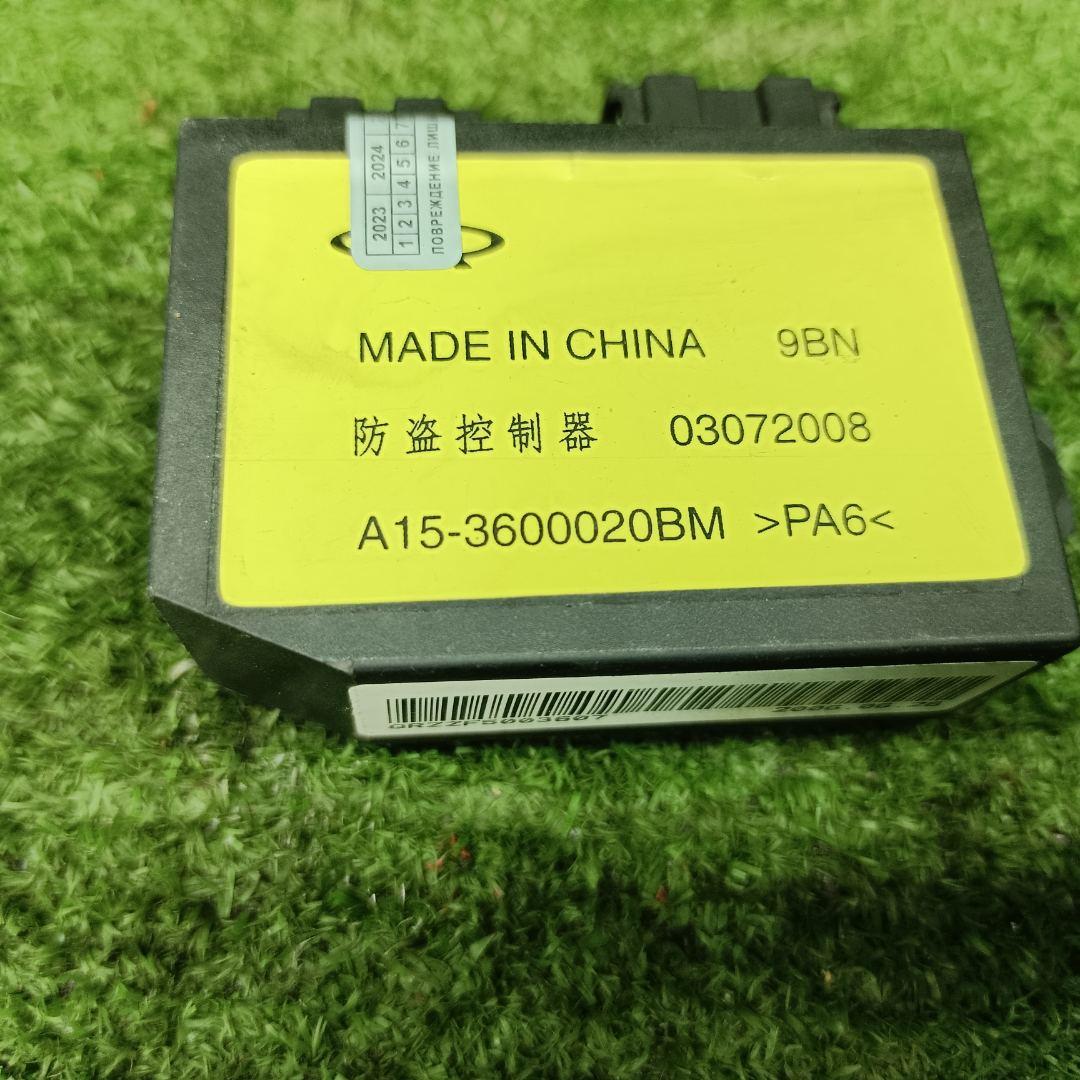 2023 2024
1 2 3 4 5 6 7
ПОВРЕЖДЕНИЕ
MADE IN CHINA 9BN
防盗控制器 03072008
A15-3600020BM >PA6<